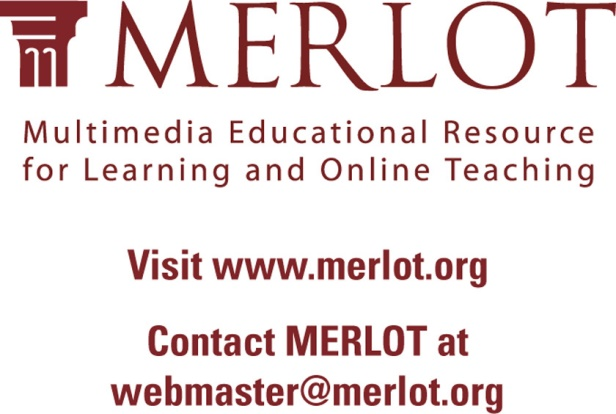 MERLOT
Multimedia Educational Resource
for Learning and Online Teaching
Visit www.merlot.org
Contact MERLOT at
webmaster@merlot.org